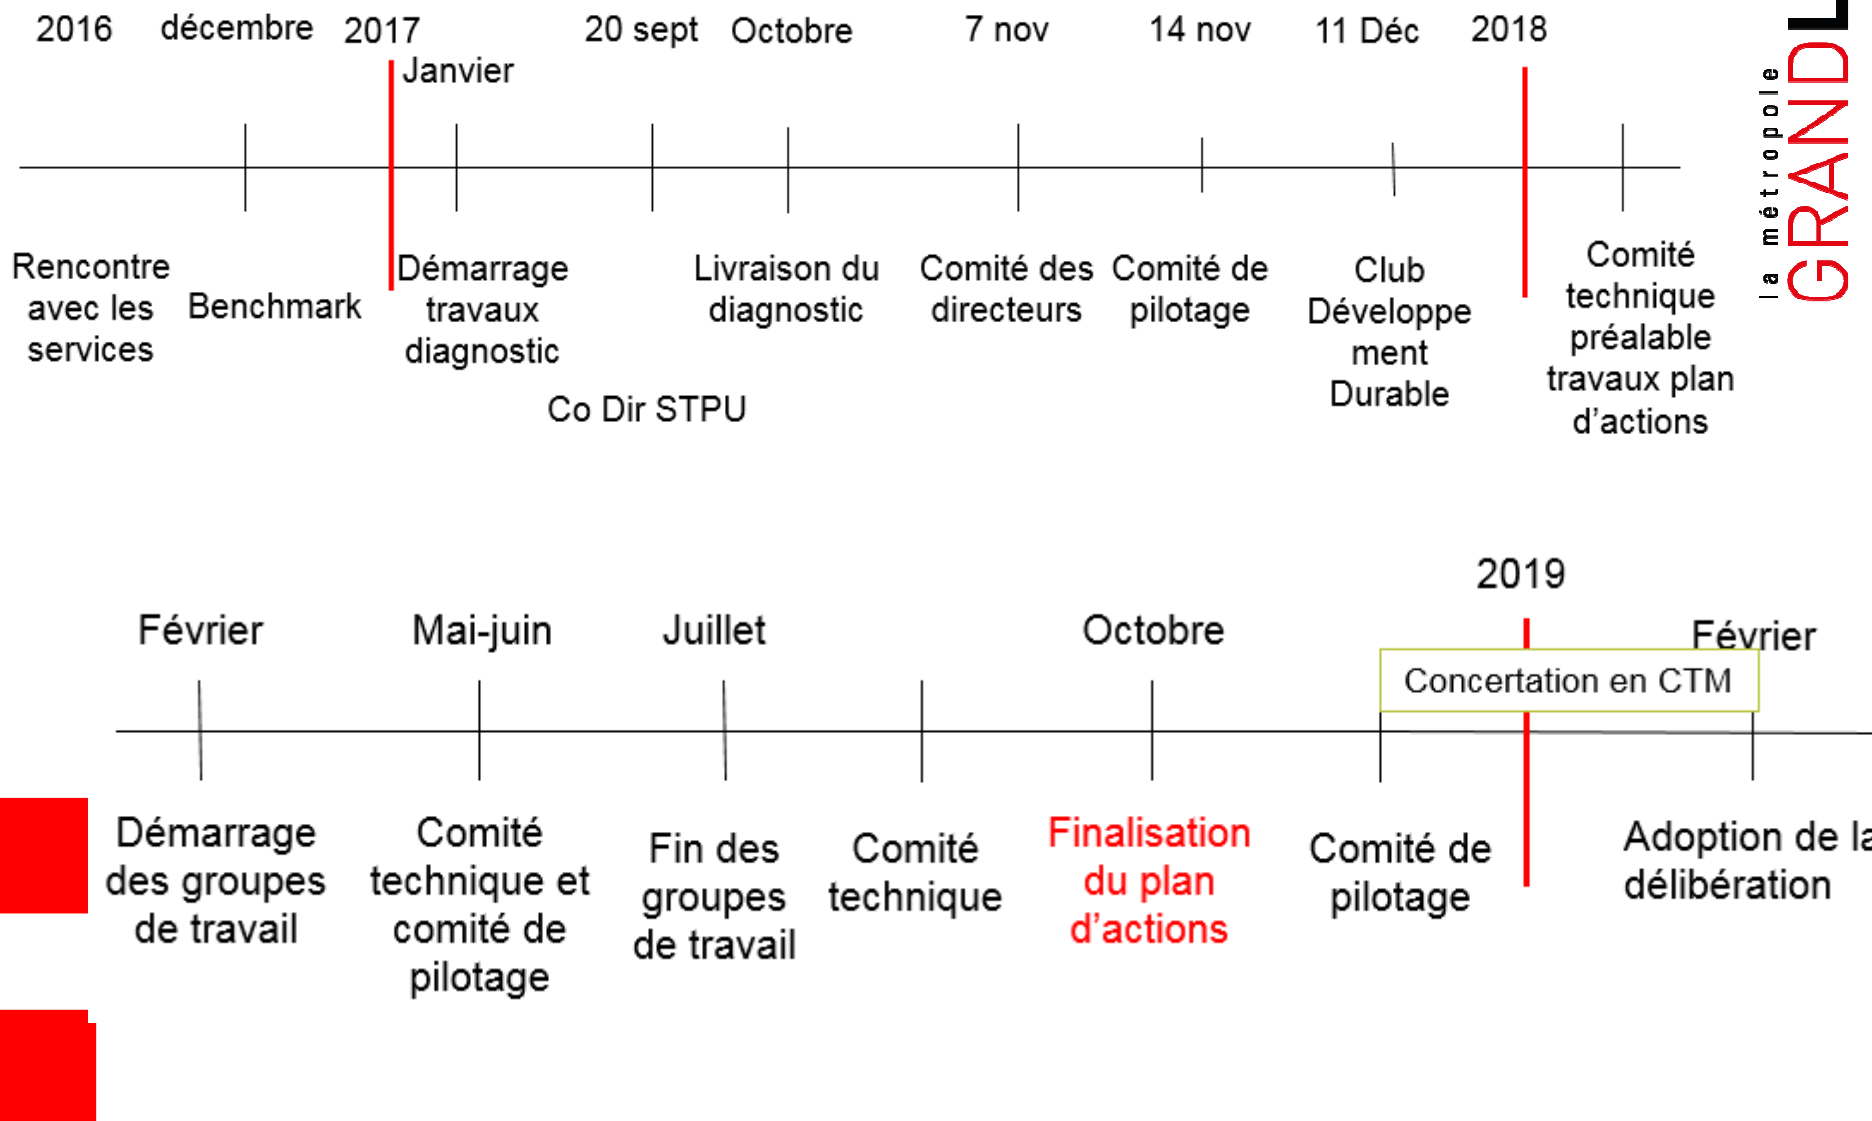 2016 décembre 2017 20 sept Octobre 7 nov 14 nov 11 Déc 2018
Janvier
Rencontre
avec les
services
Benchmark
Démarrage
travaux
diagnostic
Co Dir STPU
Livraison du
diagnostic
Comité des
directeurs
Comité de
pilotage
Club
Développe
ment
Durable
Comité
technique
préalable
travaux plan
d’actions
la métropole
GRANDL
2019
Février Mai-juin Juillet Octobre Février
Concertation en CTM
Démarrage
des groupes
de travail
Comité
technique et
comité de
pilotage
Fin des
groupes
de travail
Comité
technique
Finalisation
du plan
d’actions
Comité de
pilotage
Adoption de la
délibération